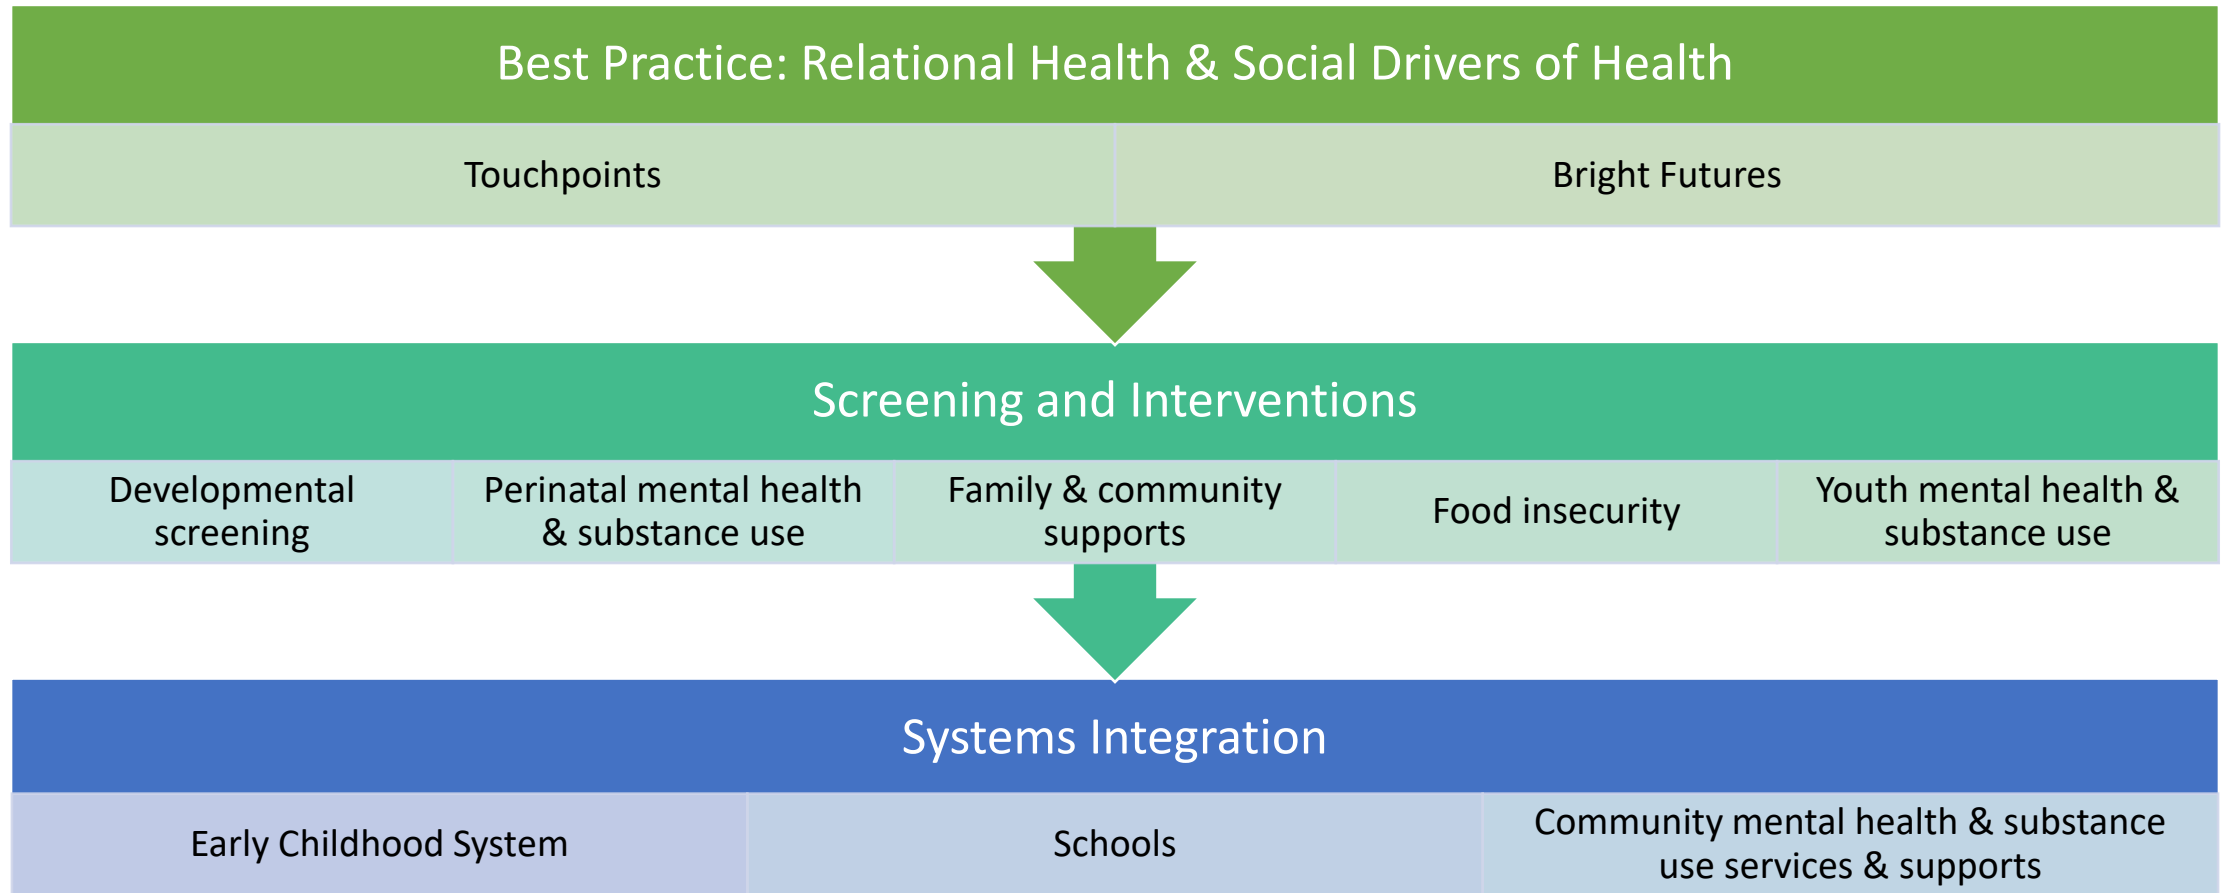 Best Practice: Relational Health & Social Drivers of Health
Touchpoints
Bright Futures
Screening and Interventions
Developmental
screening
Perinatal mental health
& substance use
Family & community
supports
Food insecurity
Youth mental health &
substance use
Systems Integration
Early Childhood System
Schools
Community mental health & substance
use services & supports